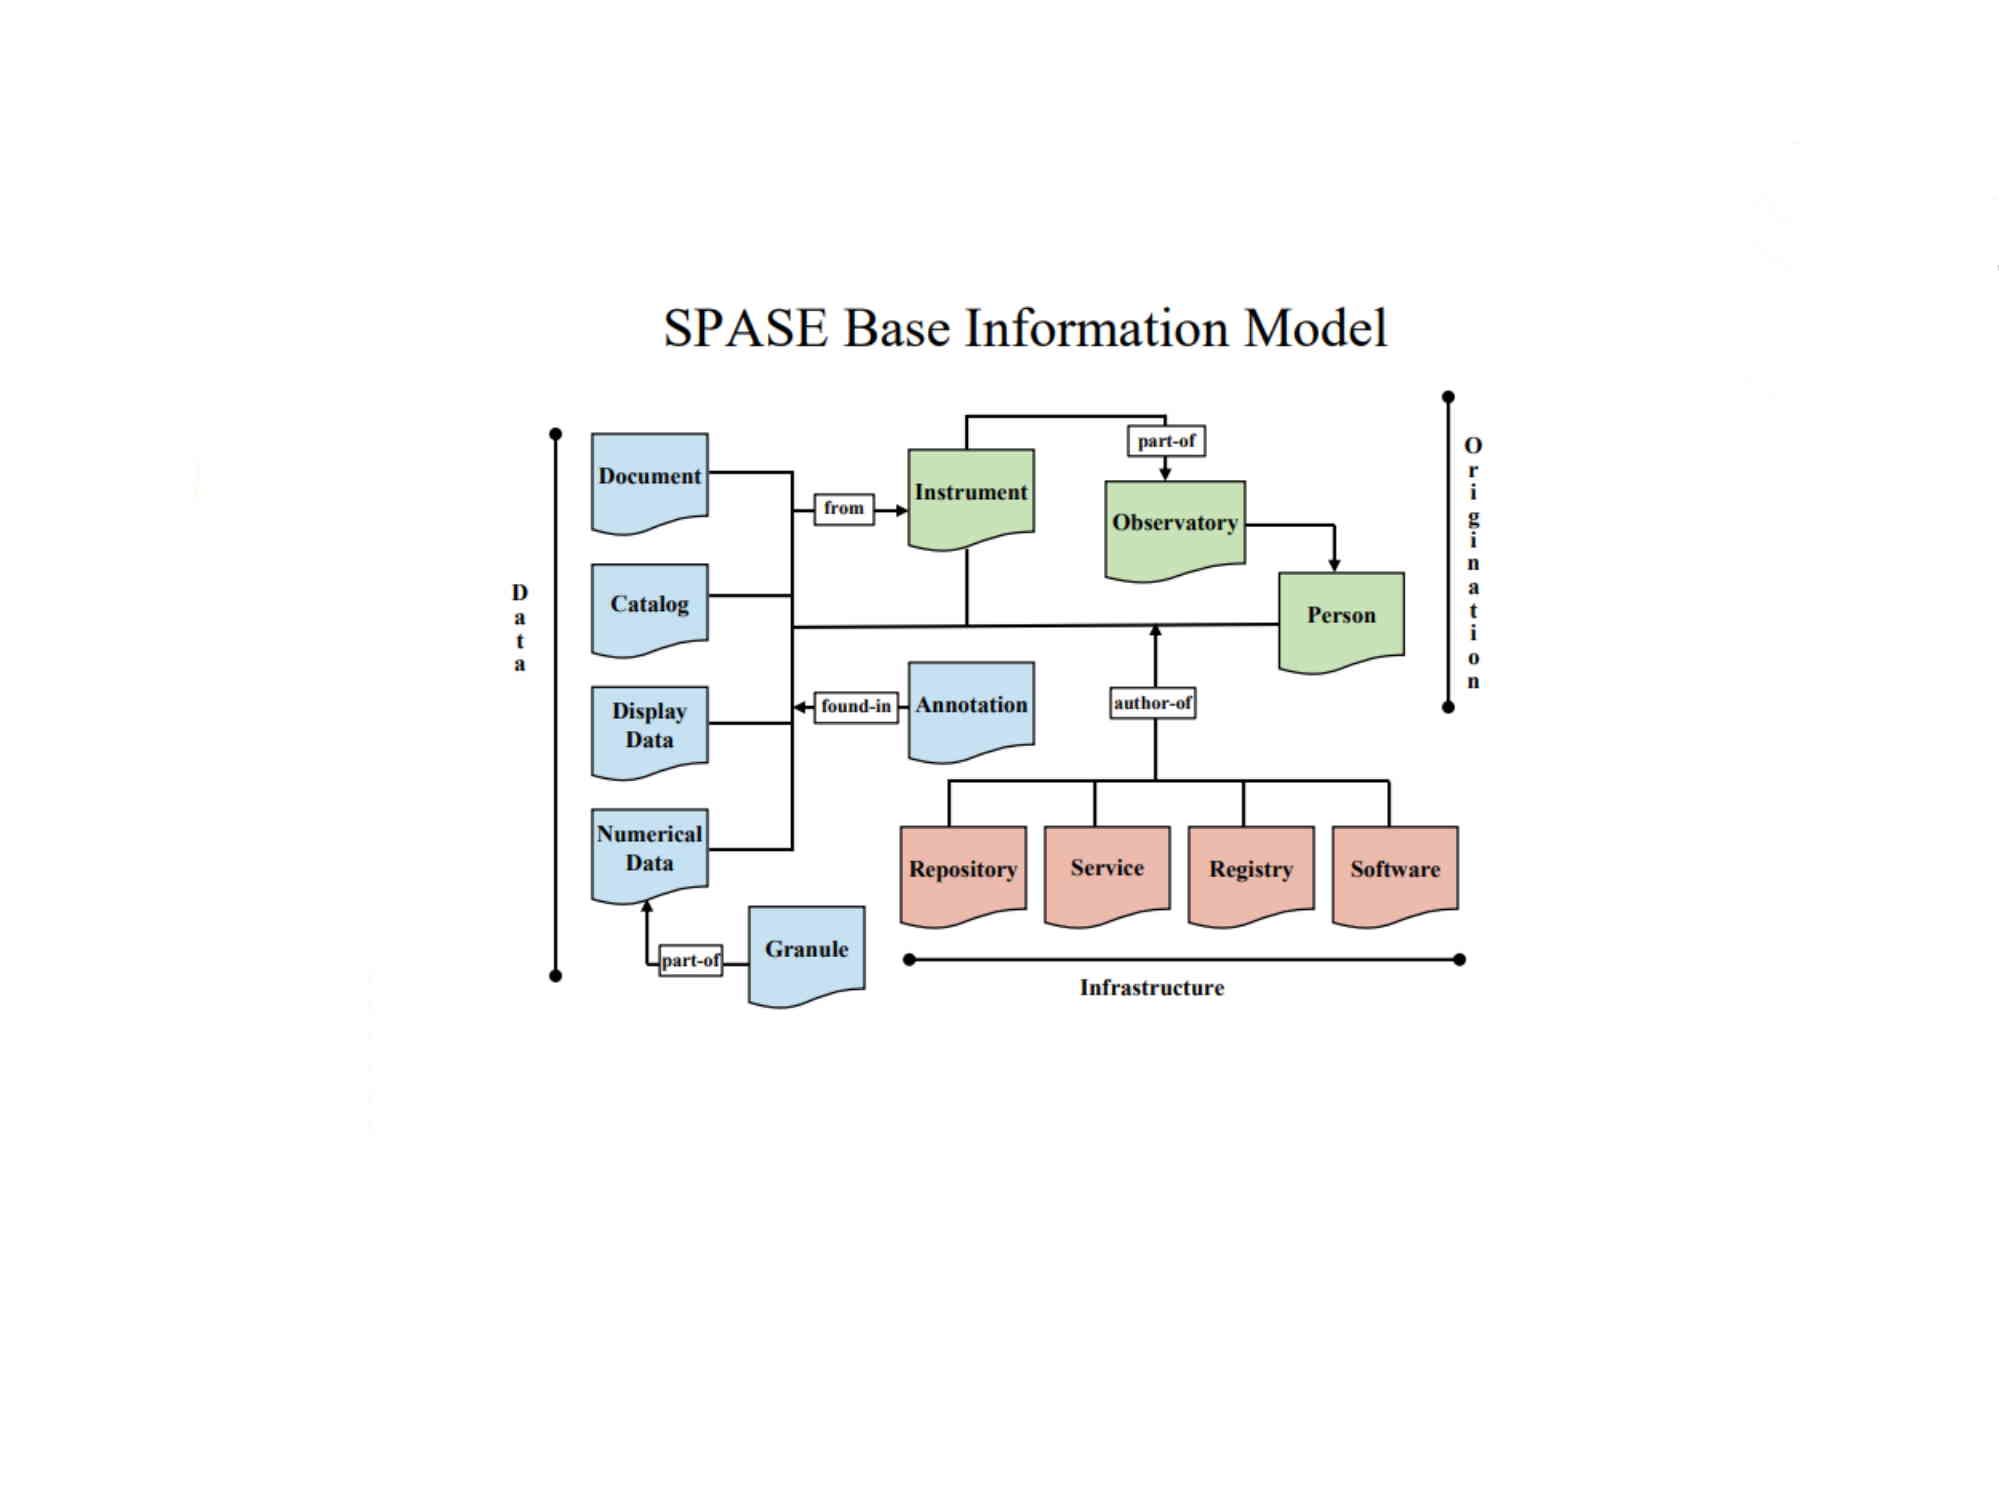 SPASE Base Information Model
Data
Document
Catalog
Display
Data
Numerical
Data
part-of
Granule
from
Instrument
part-of
Observatory
Person
found-in
Annotation
author-of
Repository
Service
Registry
Software
Infrastructure
Origination